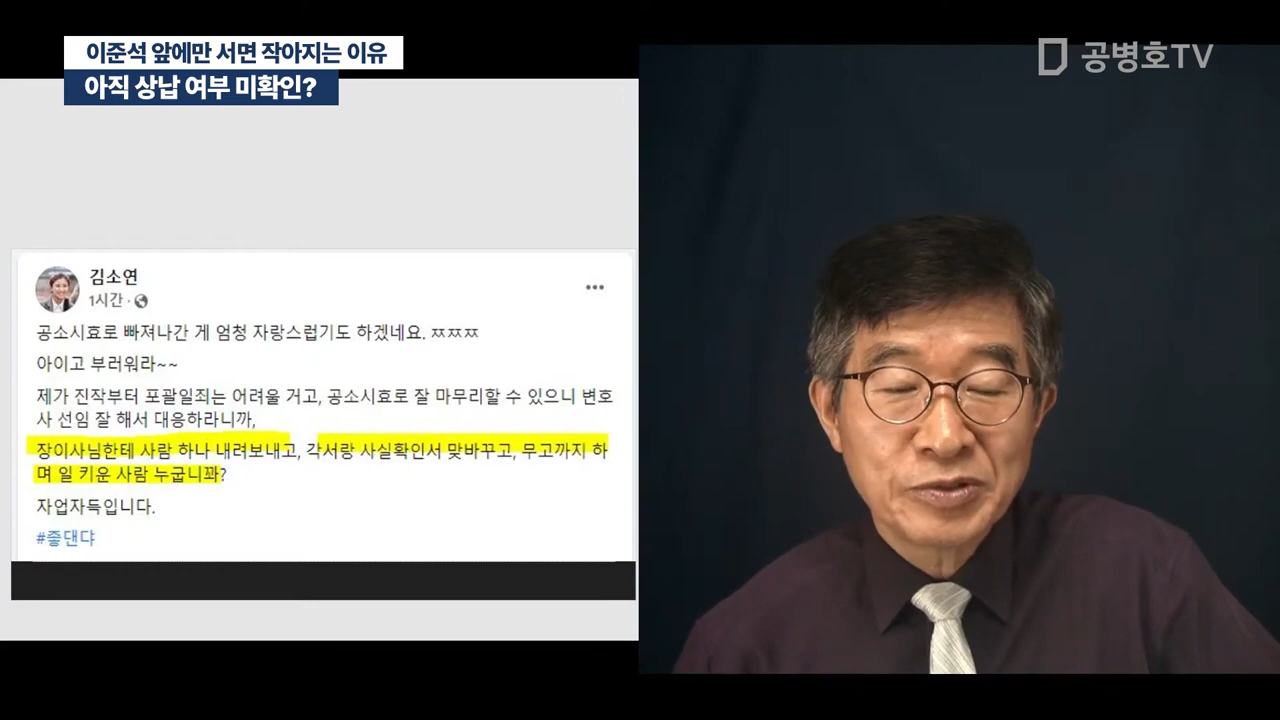 이준석 앞에만 서면 작아지는 이유
아직 상납 여부 미확인?
공병호TV
김소연
1시간 ·
공소시효로 빠져나간 게 엄청 자랑스럽기도 하겠네요. ㅉㅉㅉ
아이고 부러워라~~
제가 진작부터 포괄일죄는 어려울 거고, 공소시효로 잘 마무리할 수 있으니 변호
사 선임 잘 해서 대응하라니까,
장이사님한테 사람 하나 내려보내고, 각서랑 사실확인서 맞바꾸고, 무고까지 하
며 일 키운 사람 누굽니꽈?
자업자득입니다.
#좋댄댜